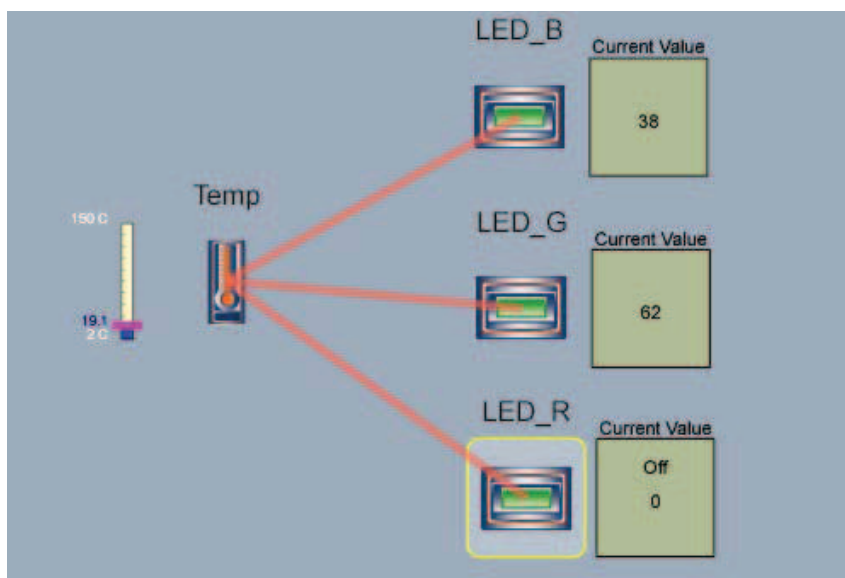 LED_B
Current Value
38
Temp
150 C
19.1
2 C
LED_G
Current Value
62
LED_R
Current Value
Off
0